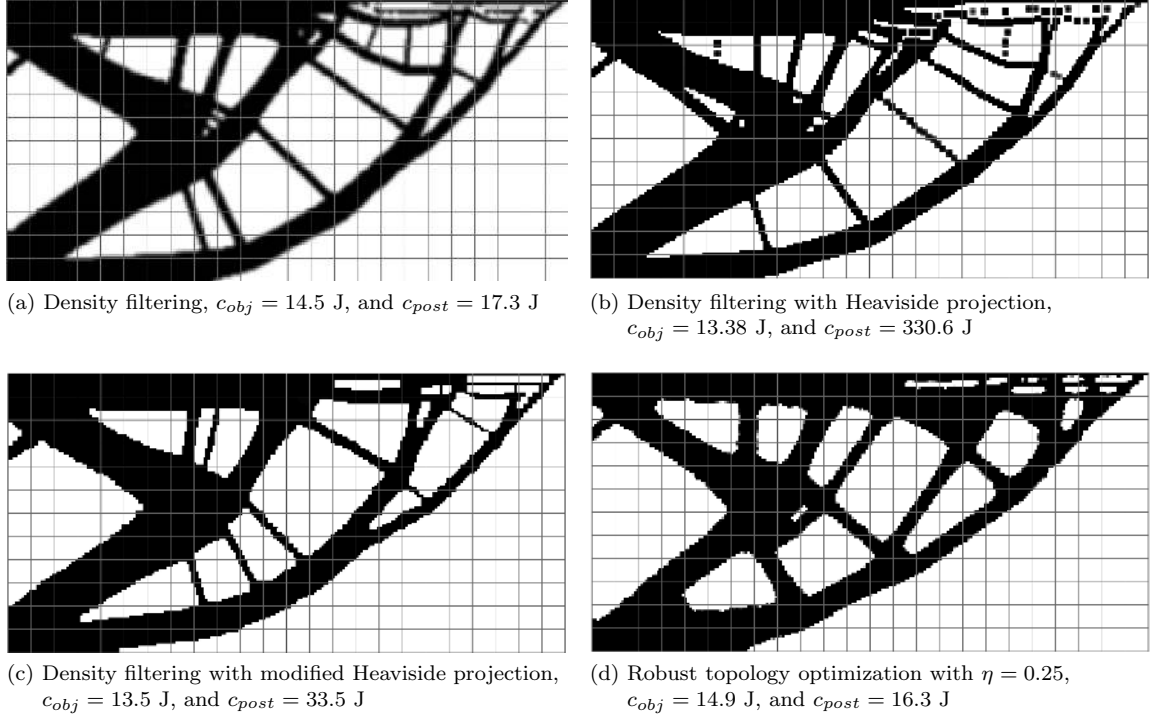 (a) Density filtering, c_obj = 14.5 J, and c_post = 17.3 J
(b) Density filtering with Heaviside projection,
c_obj = 13.38 J, and c_post = 330.6 J
(c) Density filtering with modified Heaviside projection,
c_obj = 13.5 J, and c_post = 33.5 J
(d) Robust topology optimization with η = 0.25,
c_obj = 14.9 J, and c_post = 16.3 J